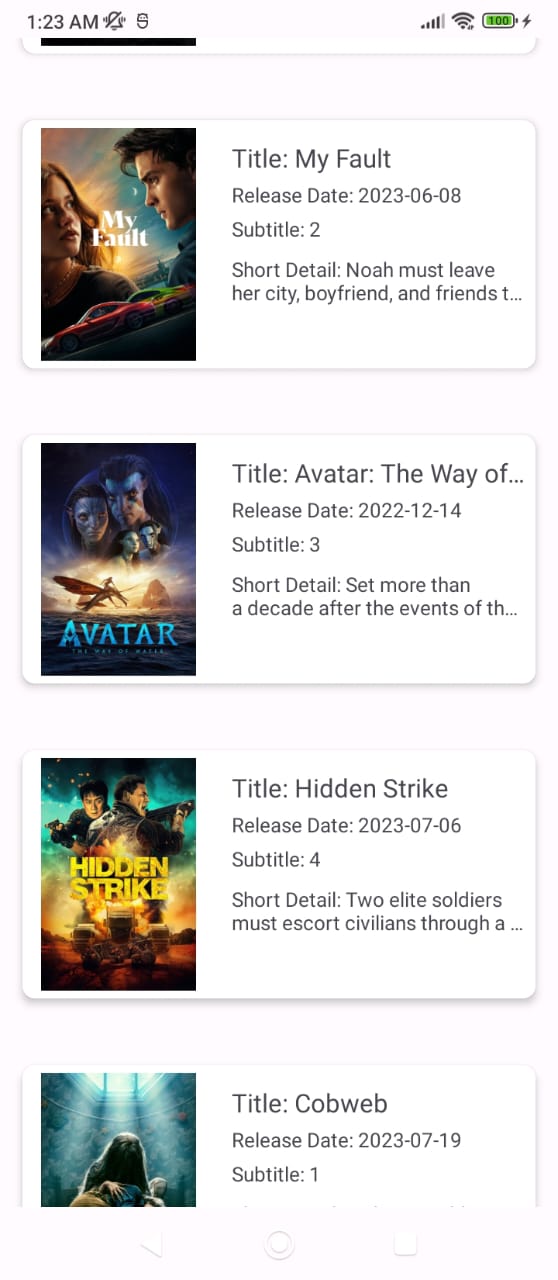 1:23 AM
100
My
Fault
Title: My Fault
Release Date: 2023-06-08
Subtitle: 2
Short Detail: Noah must leave
her city, boyfriend, and friends t...
AVATAR
THE WAY OF WATER
Title: Avatar: The Way of...
Release Date: 2022-12-14
Subtitle: 3
Short Detail: Set more than
a decade after the events of th...
HIDDEN
STRIKE
Title: Hidden Strike
Release Date: 2023-07-06
Subtitle: 4
Short Detail: Two elite soldiers
must escort civilians through a ...
Title: Cobweb
Release Date: 2023-07-19
Subtitle: 1